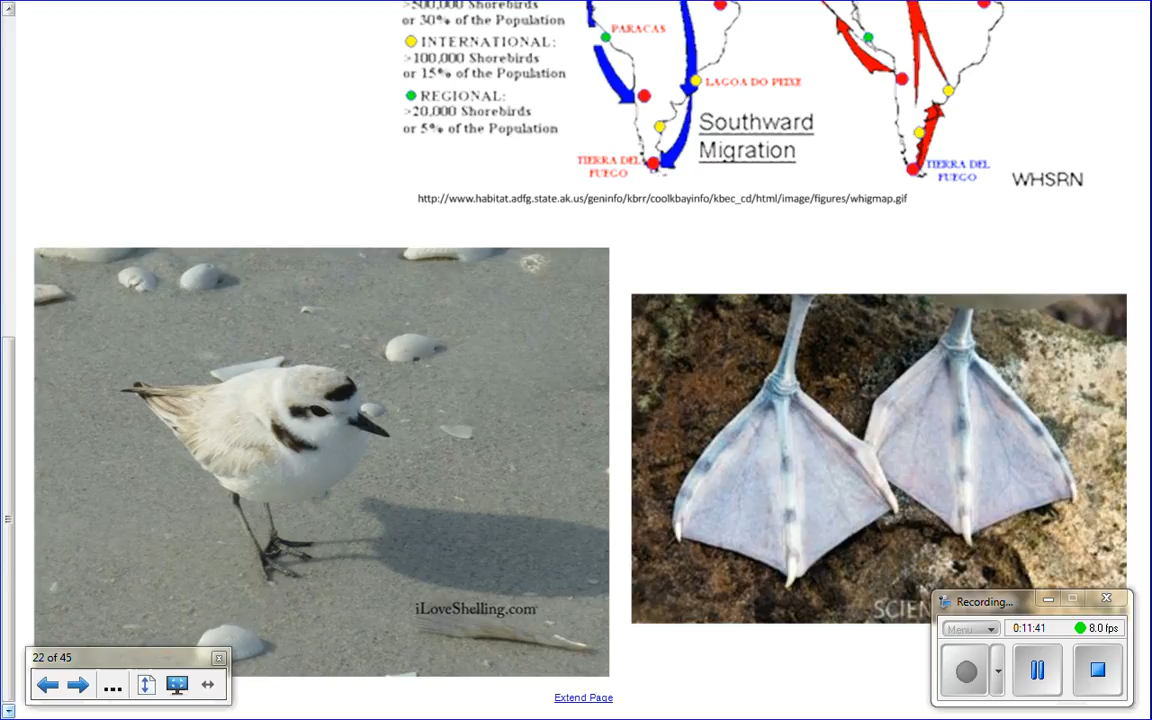 >500,000 Shorebirds
or 30% of the Population
INTERNATIONAL:
>100,000 Shorebirds
or 15% of the Population
REGIONAL:
>20,000 Shorebirds
or 5% of the Population
PARACAS
LAGOA DO PEIXE
Southward
Migration
TIERRA DEL
FUEGO
TIERRA DEL
FUEGO
WHSRN
http://www.habitat.adfg.state.ak.us/geninfo/kbrr/coolkbayinfo/kbec_cd/html/image/figures/whigmap.gif
iLoveShelling.com
SCIEN
Recording...
Menu
0:11:41
8.0 fps
22 of 45
...
Extend Page